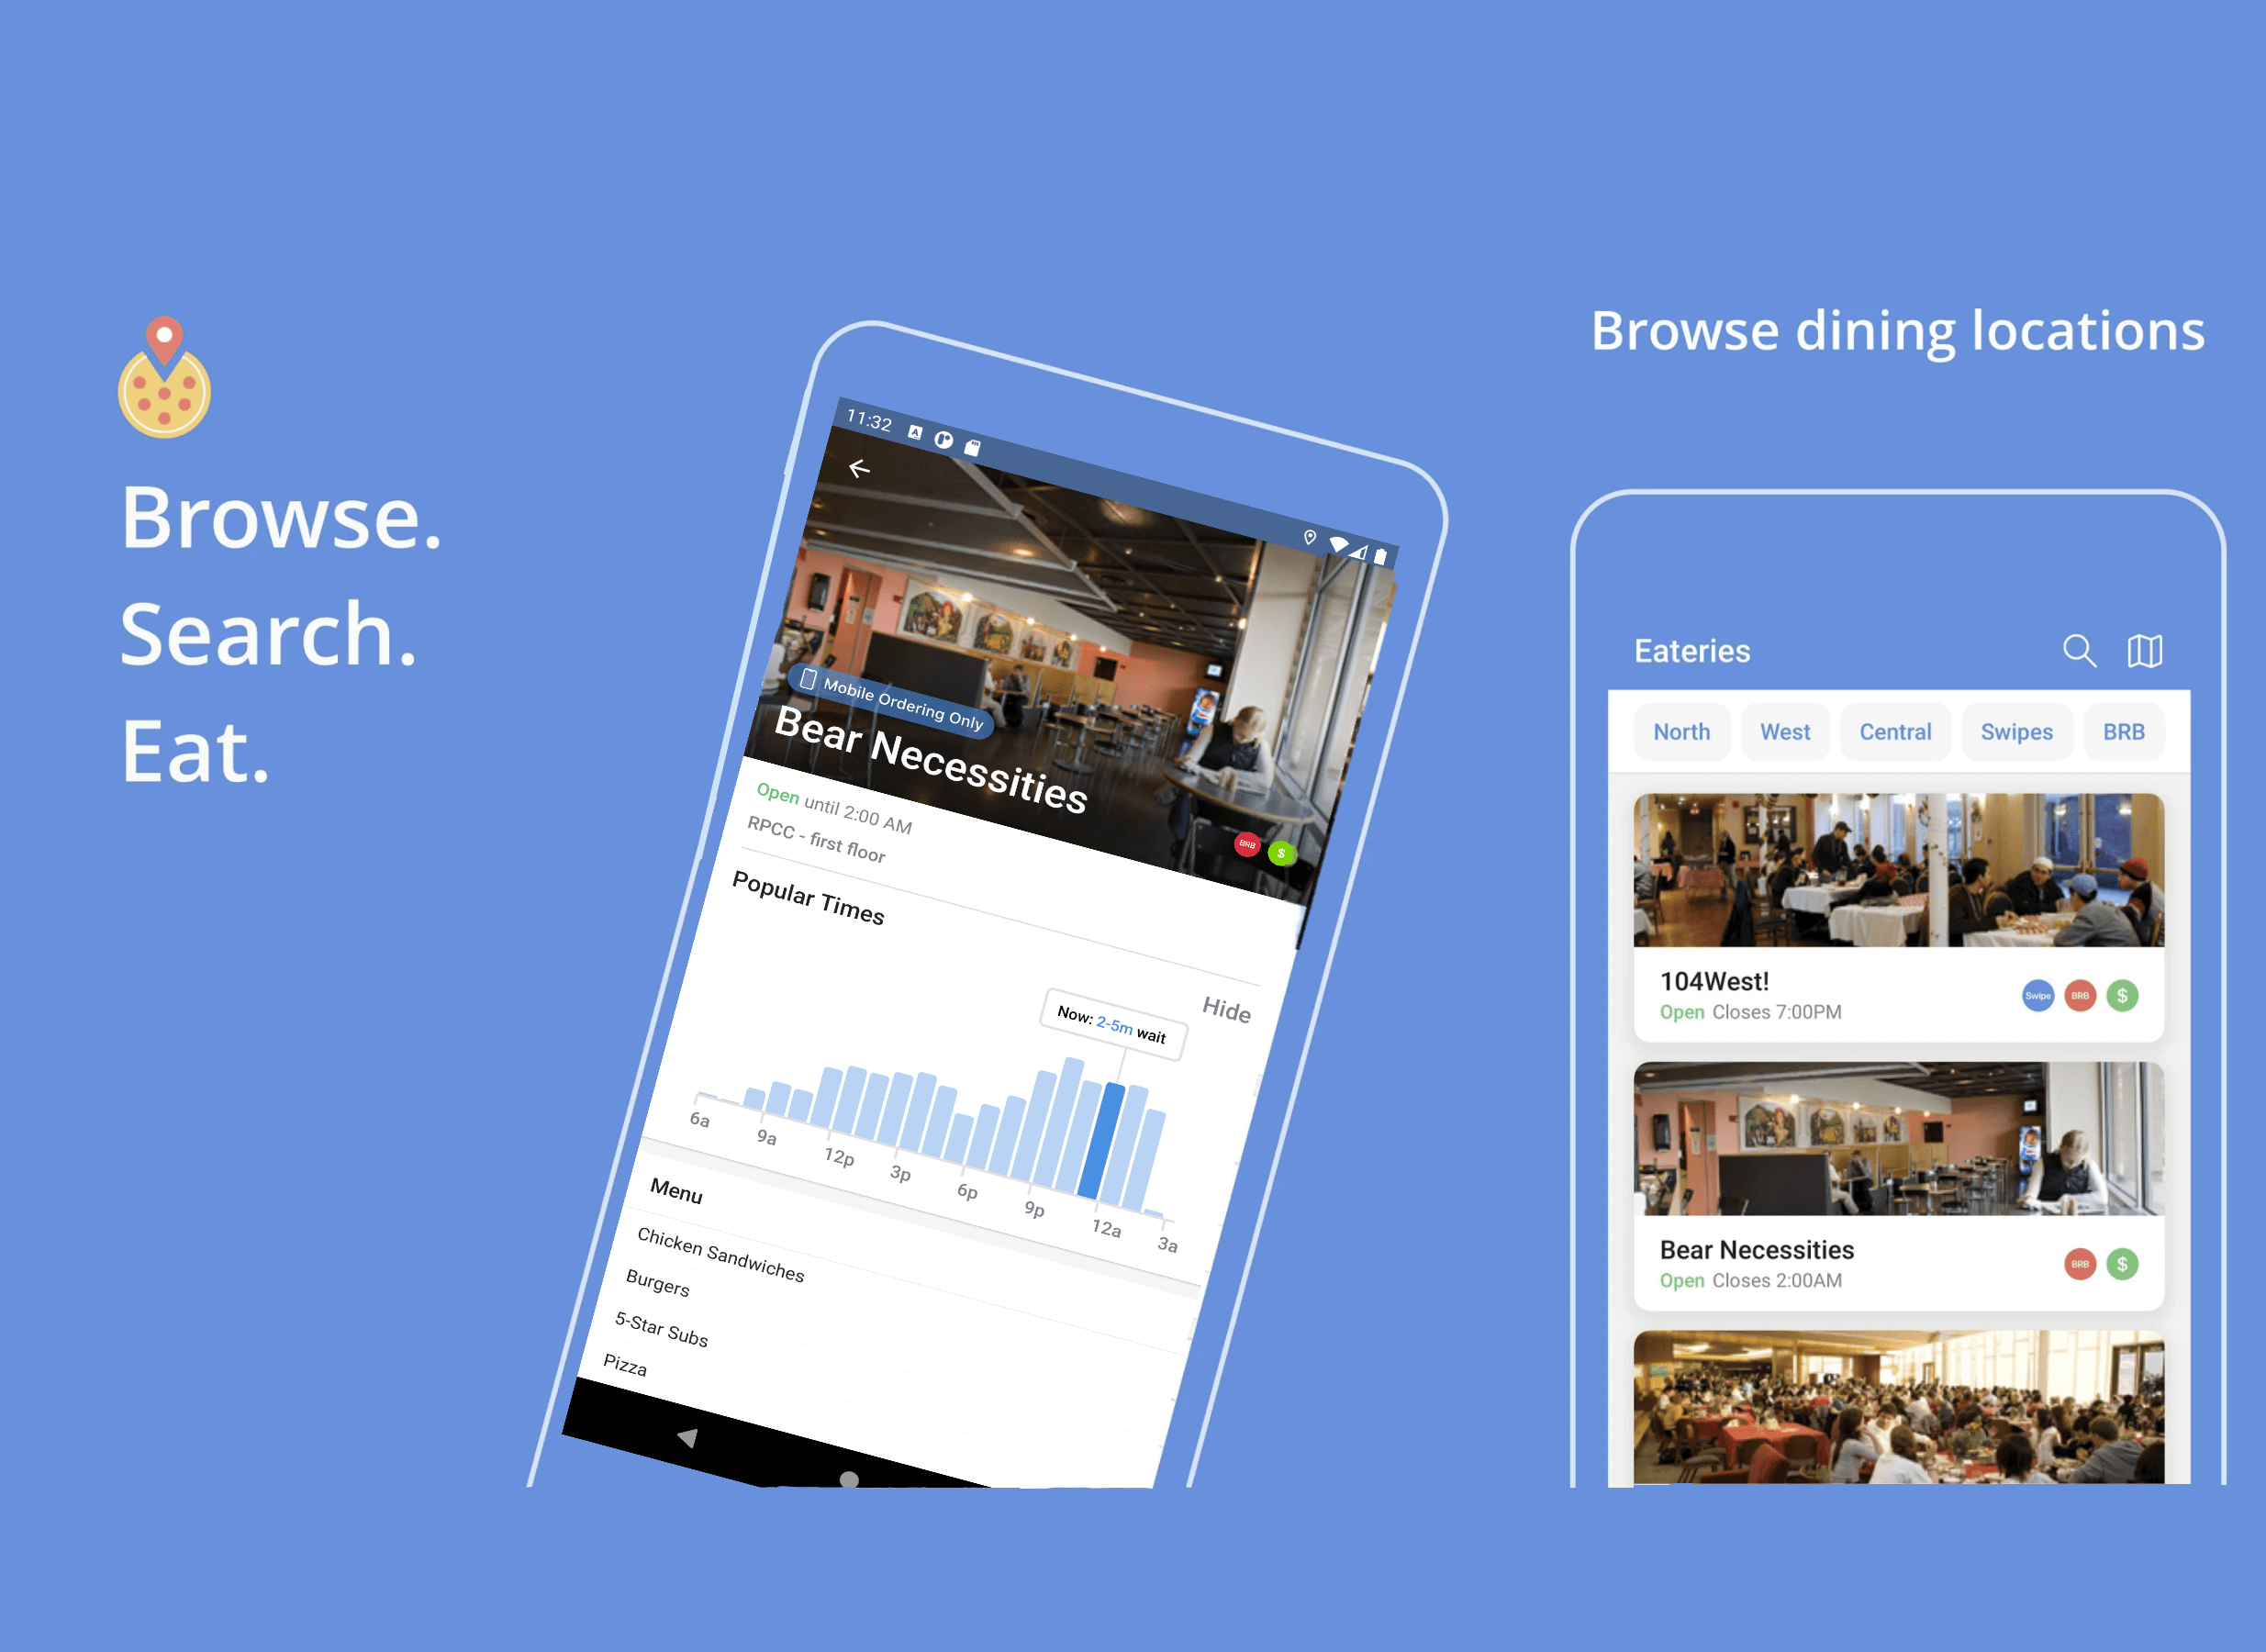 Browse.
Search.
Eat.
11:32
Mobile Ordering Only
Bear Necessities
BRB $
Open until 2:00 AM
RPCC - first floor
Popular Times
Hide
Now: 2-5m wait
6a 9a 12p 3p 6p 9p 12a 3a
Menu
Chicken Sandwiches
Burgers
5-Star Subs
Pizza
Browse dining locations
Eateries
North West Central Swipes BRB
104West!
Open Closes 7:00PM
Swipe BRB $
Bear Necessities
Open Closes 2:00AM
BRB $